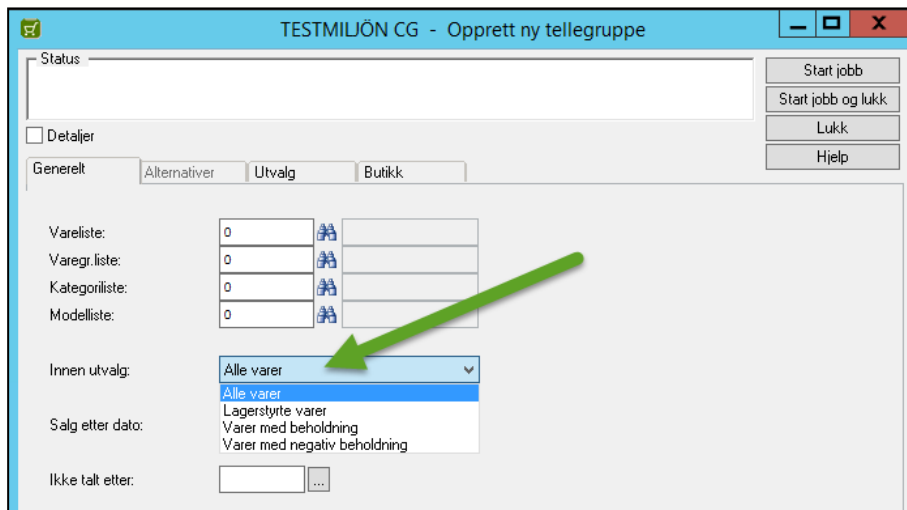 TESTMILJÖN CG - Opprett ny tellegruppe
Status
Start jobb
Start jobb og lukk
Lukk
Hjelp
Detaljer
Generelt Alternativer Utvalg Butikk
Vareliste: 0
Varegr.liste: 0
Kategoriliste: 0
Modelliste: 0
Innen utvalg: Alle varer
Alle varer
Lagerstyrte varer
Salg etter dato: Varer med beholdning
Varer med negativ beholdning
Ikke talt etter: ...